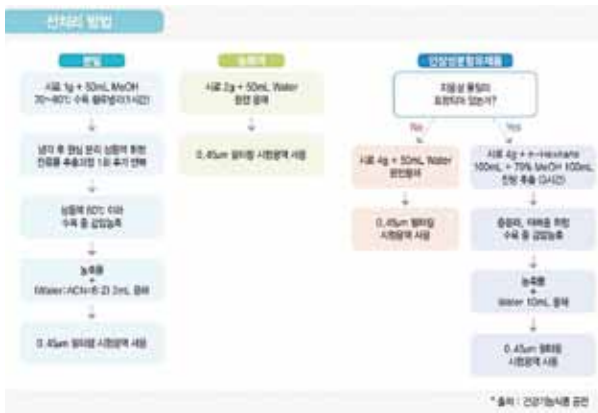 전처리 방법
분말
시료 1g + 50mL MeOH
70~80℃ 수욕 환류냉각(1시간)
냉각 후 원심 분리 상등액 취함
잔류물 추출과정 1회 추가 반복
상등액 60℃ 이하
수욕 중 감압농축
농축물
+
(Water:ACN=8:2) 2mL 용해
0.45μm 필터링 시험용액 사용
농축액
시료 2g + 50mL Water
완전 용해
0.45μm 필터링 시험용액 사용
인삼성분함유제품
지용성 물질이
포함되어 있는가?
No
Yes
시료 4g + 50mL Water
완전용해
0.45μm 필터링
시험용액 사용
시료 4g + n-Hexane
100mL + 70% MeOH 100mL
진탕 추출 (3시간)
층분리, 아래층 취함
수욕 중 감압농축
농축물
+
Water 10mL 용해
0.45μm 필터링
시험용액 사용
* 출처 : 건강기능식품 공전